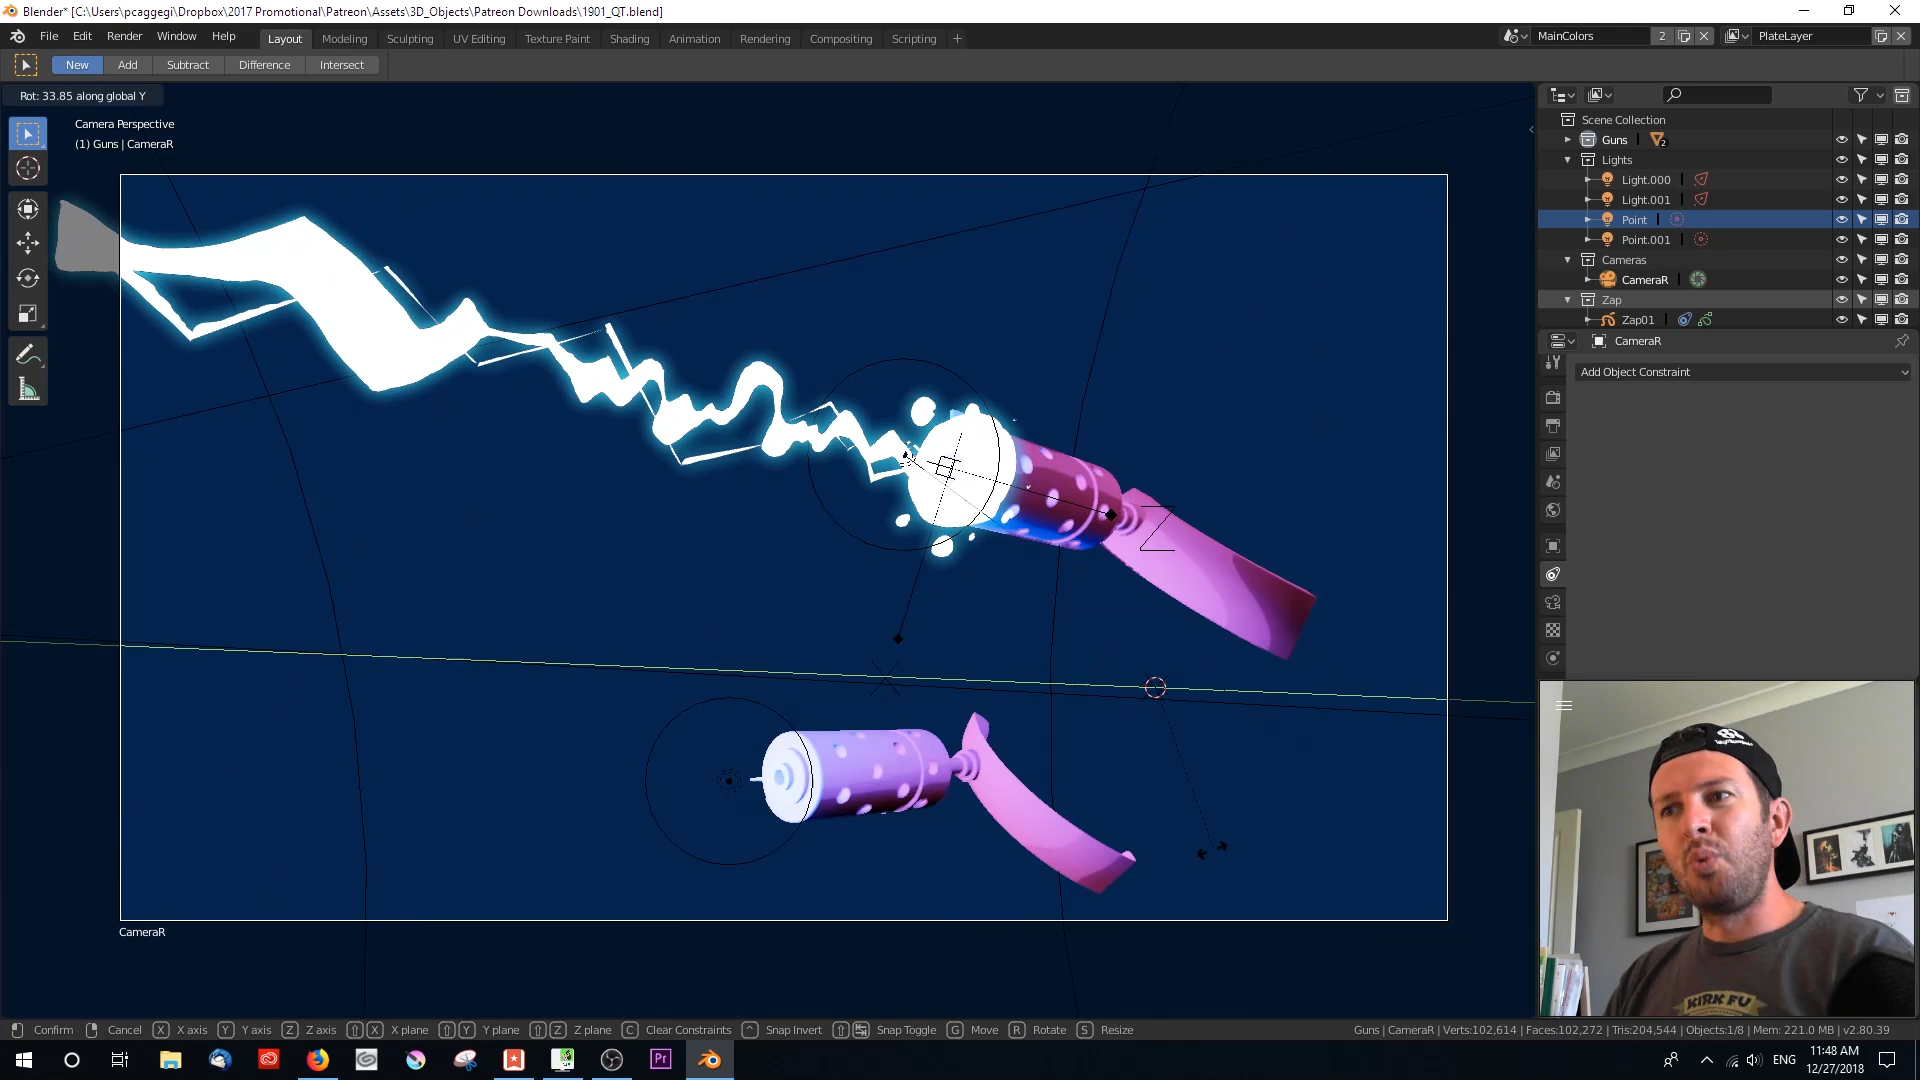 Blender* [C:\Users\pcaggegi\Dropbox\2017 Promotional\Patreon\Assets\3D_Objects\Patreon Downloads\1901_QT.blend]
File Edit Render Window Help Layout Modeling Sculpting UV Editing Texture Paint Shading Animation Rendering Compositing Scripting + MainColors 2 PlateLayer
New Add Subtract Difference Intersect
Rot: 33.85 along global Y
Camera Perspective
(1) Guns | CameraR
Scene Collection
Guns 2
Lights
Light.000
Light.001
Point
Point.001
Cameras
CameraR
Zap
Zap01
CameraR
Add Object Constraint
CameraR
KIRK FU
Confirm Cancel X X axis Y Y axis Z Z axis X X plane Y Y plane Z Z plane C Clear Constraints Snap Invert Snap Toggle G Move R Rotate S Resize
Guns | CameraR | Verts:102,614 | Faces:102,272 | Tris:204,544 | Objects:1/8 | Mem: 221.0 MB | v2.80.39
Pr ENG 11:48 AM
12/27/2018